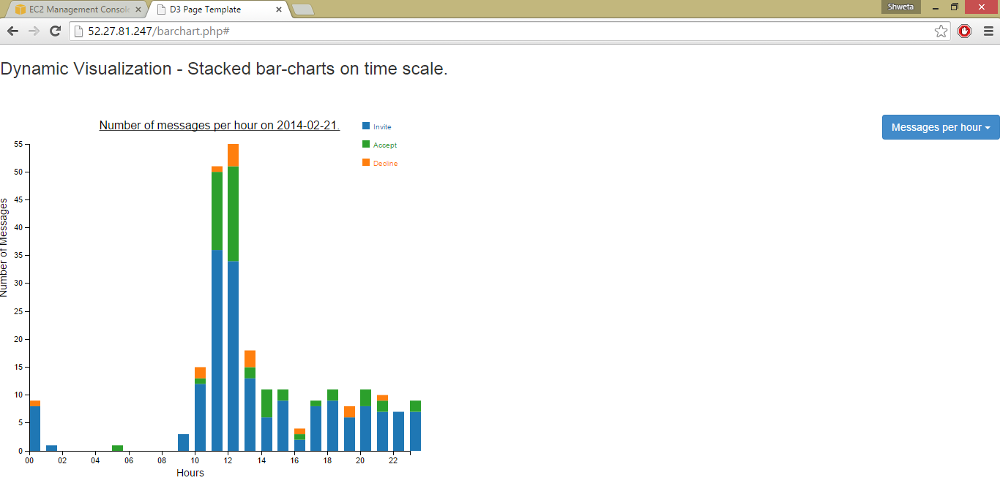 EC2 Management Console
D3 Page Template
Shweta
52.27.81.247/barchart.php#
Dynamic Visualization - Stacked bar-charts on time scale.
Number of messages per hour on 2014-02-21.
Invite
Accept
Decline
Messages per hour
Number of Messages
55
50
45
40
35
30
25
20
15
10
5
0
00 02 04 06 08 10 12 14 16 18 20 22
Hours